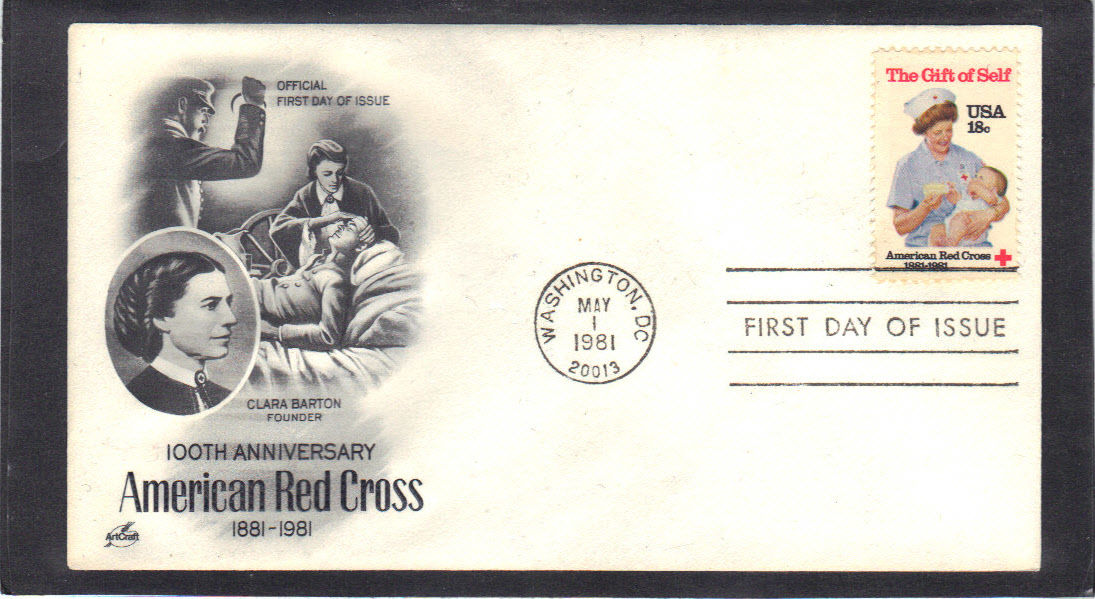 OFFICIAL
FIRST DAY OF ISSUE
CLARA BARTON
FOUNDER
100TH ANNIVERSARY
American Red Cross
1881-1981
ArtCraft
WASHINGTON, DC
MAY
1
1981
20013
The Gift of Self
USA
18c
American Red Cross
1881-1981
FIRST DAY OF ISSUE